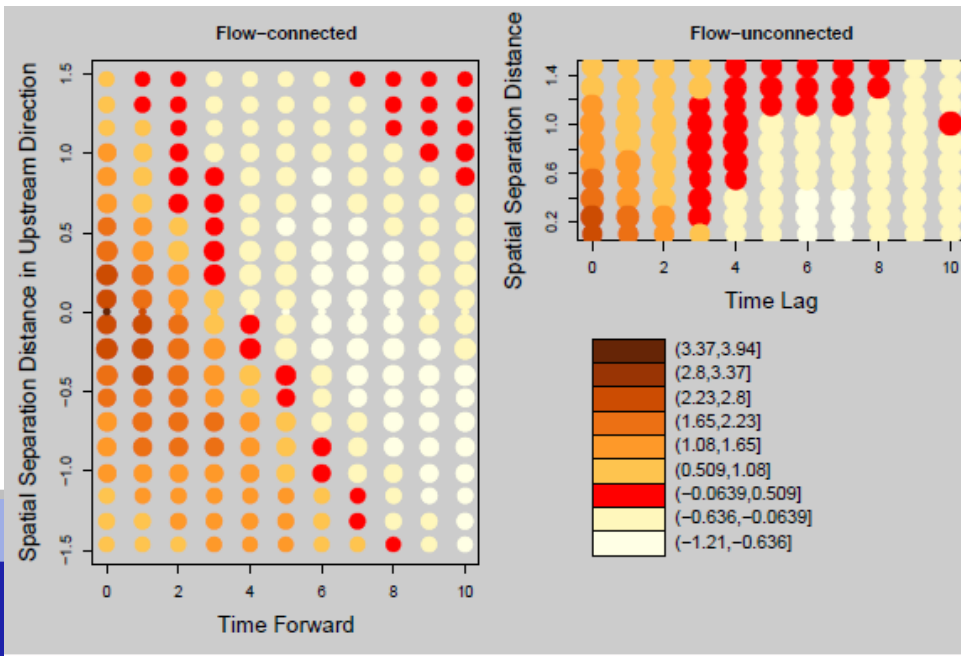 Flow−connected
Spatial Separation Distance in Upstream Direction
1.5
1.0
0.5
0.0
−0.5
−1.0
−1.5
0 2 4 6 8 10
Time Forward
Flow−unconnected
Spatial Separation Distance
1.4
1.0
0.6
0.2
0 2 4 6 8 10
Time Lag
(3.37,3.94]
(2.8,3.37]
(2.23,2.8]
(1.65,2.23]
(1.08,1.65]
(0.509,1.08]
(−0.0639,0.509]
(−0.636,−0.0639]
(−1.21,−0.636]